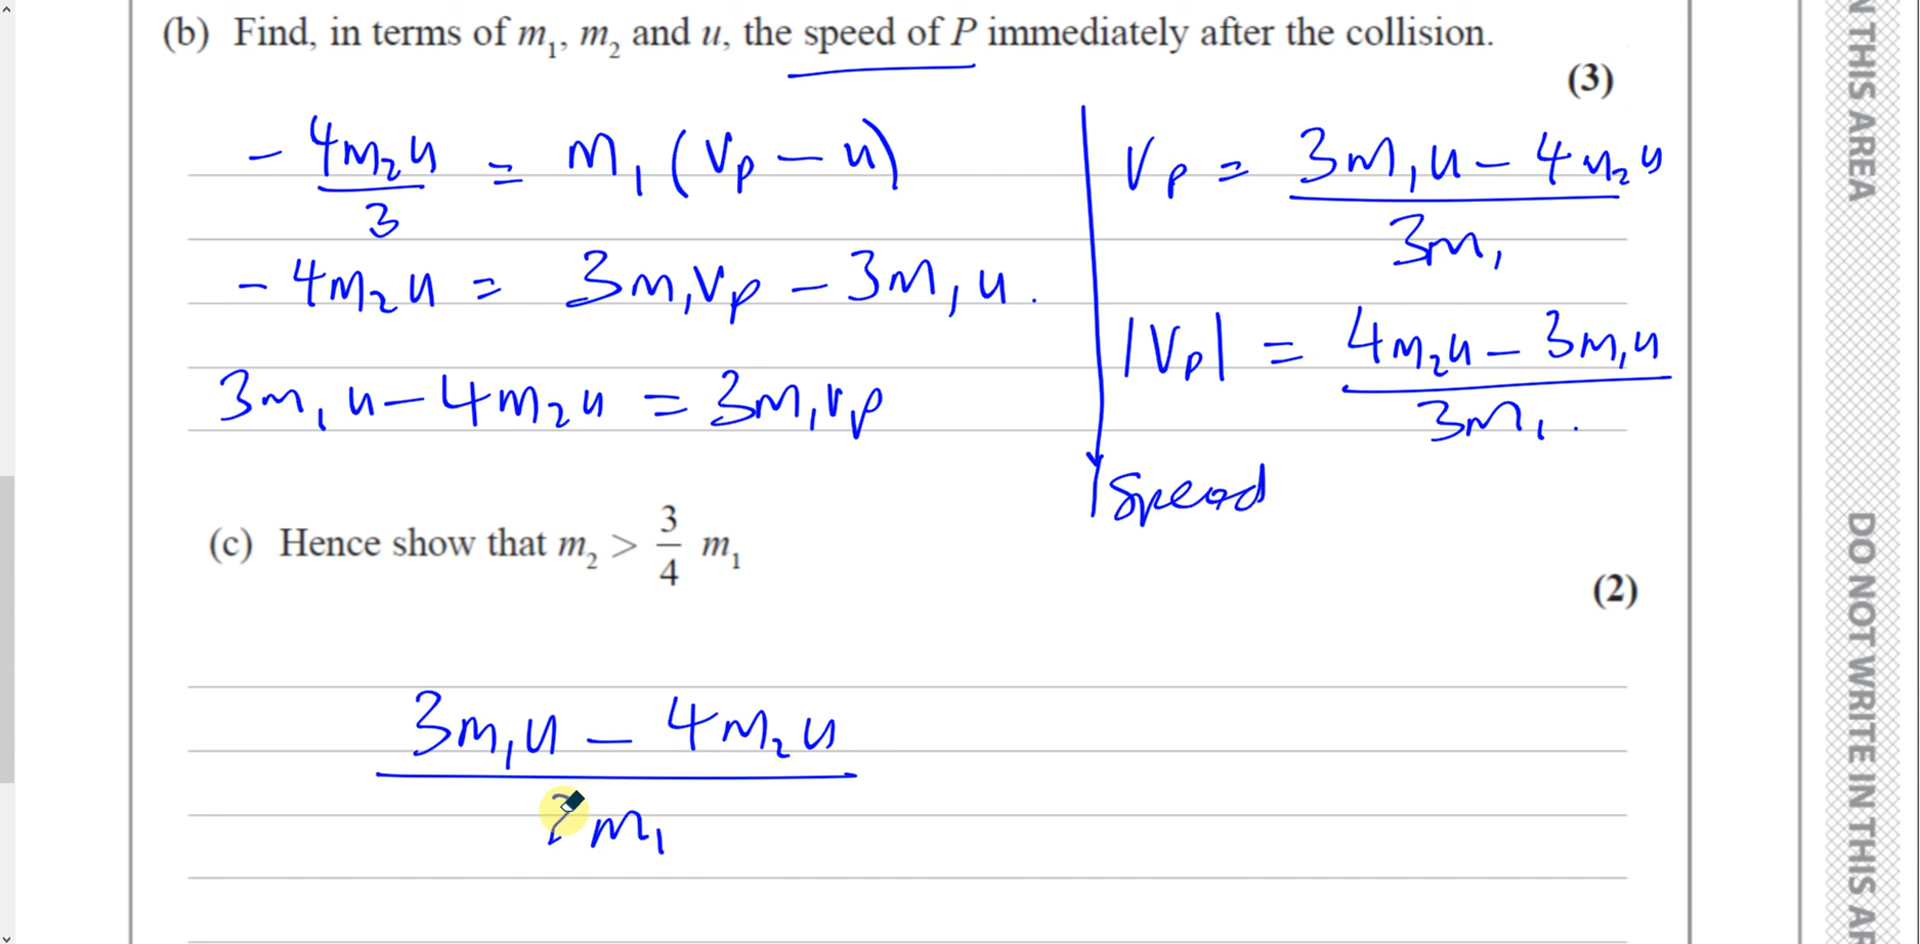 (b) Find, in terms of m₁, m₂ and u, the speed of P immediately after the collision.
(3)
- 4m₂u/3 = m₁(vp - u)
- 4m₂u = 3m₁vp - 3m₁u.
3m₁u - 4m₂u = 3m₁vp
vp = (3m₁u - 4m₂u)/3m₁
|vp| = (4m₂u - 3m₁u)/3m₁.
speed
(c) Hence show that m₂ > 3/4 m₁
(2)
3m₁u - 4m₂u
m₁
N THIS AREA
DO NOT WRITE IN THIS AR